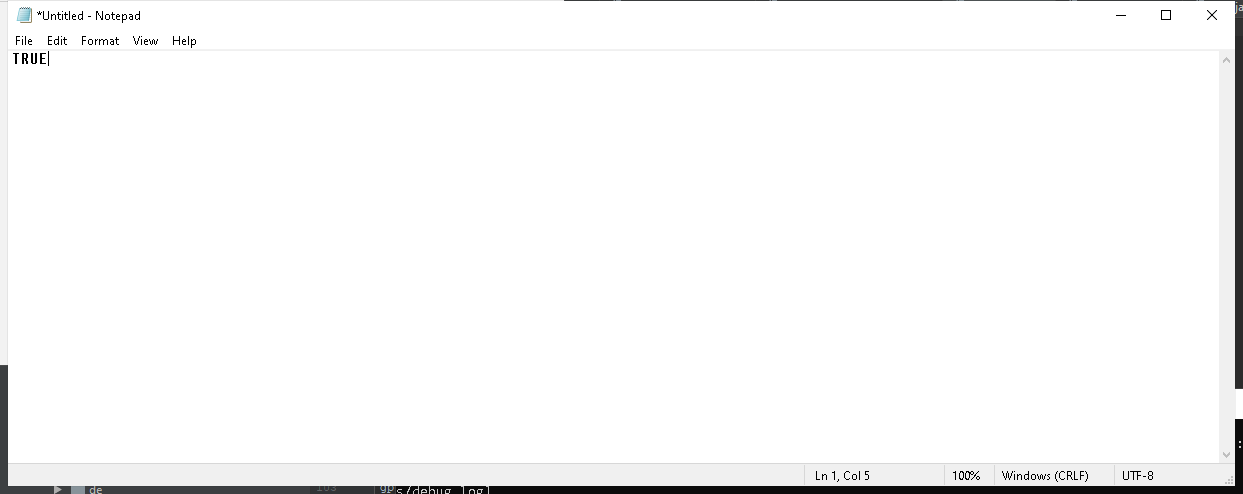 *Untitled - Notepad
File Edit Format View Help
TRUE
Ln 1, Col 5 100% Windows (CRLF) UTF-8
de 103 gp
s/debug.log]